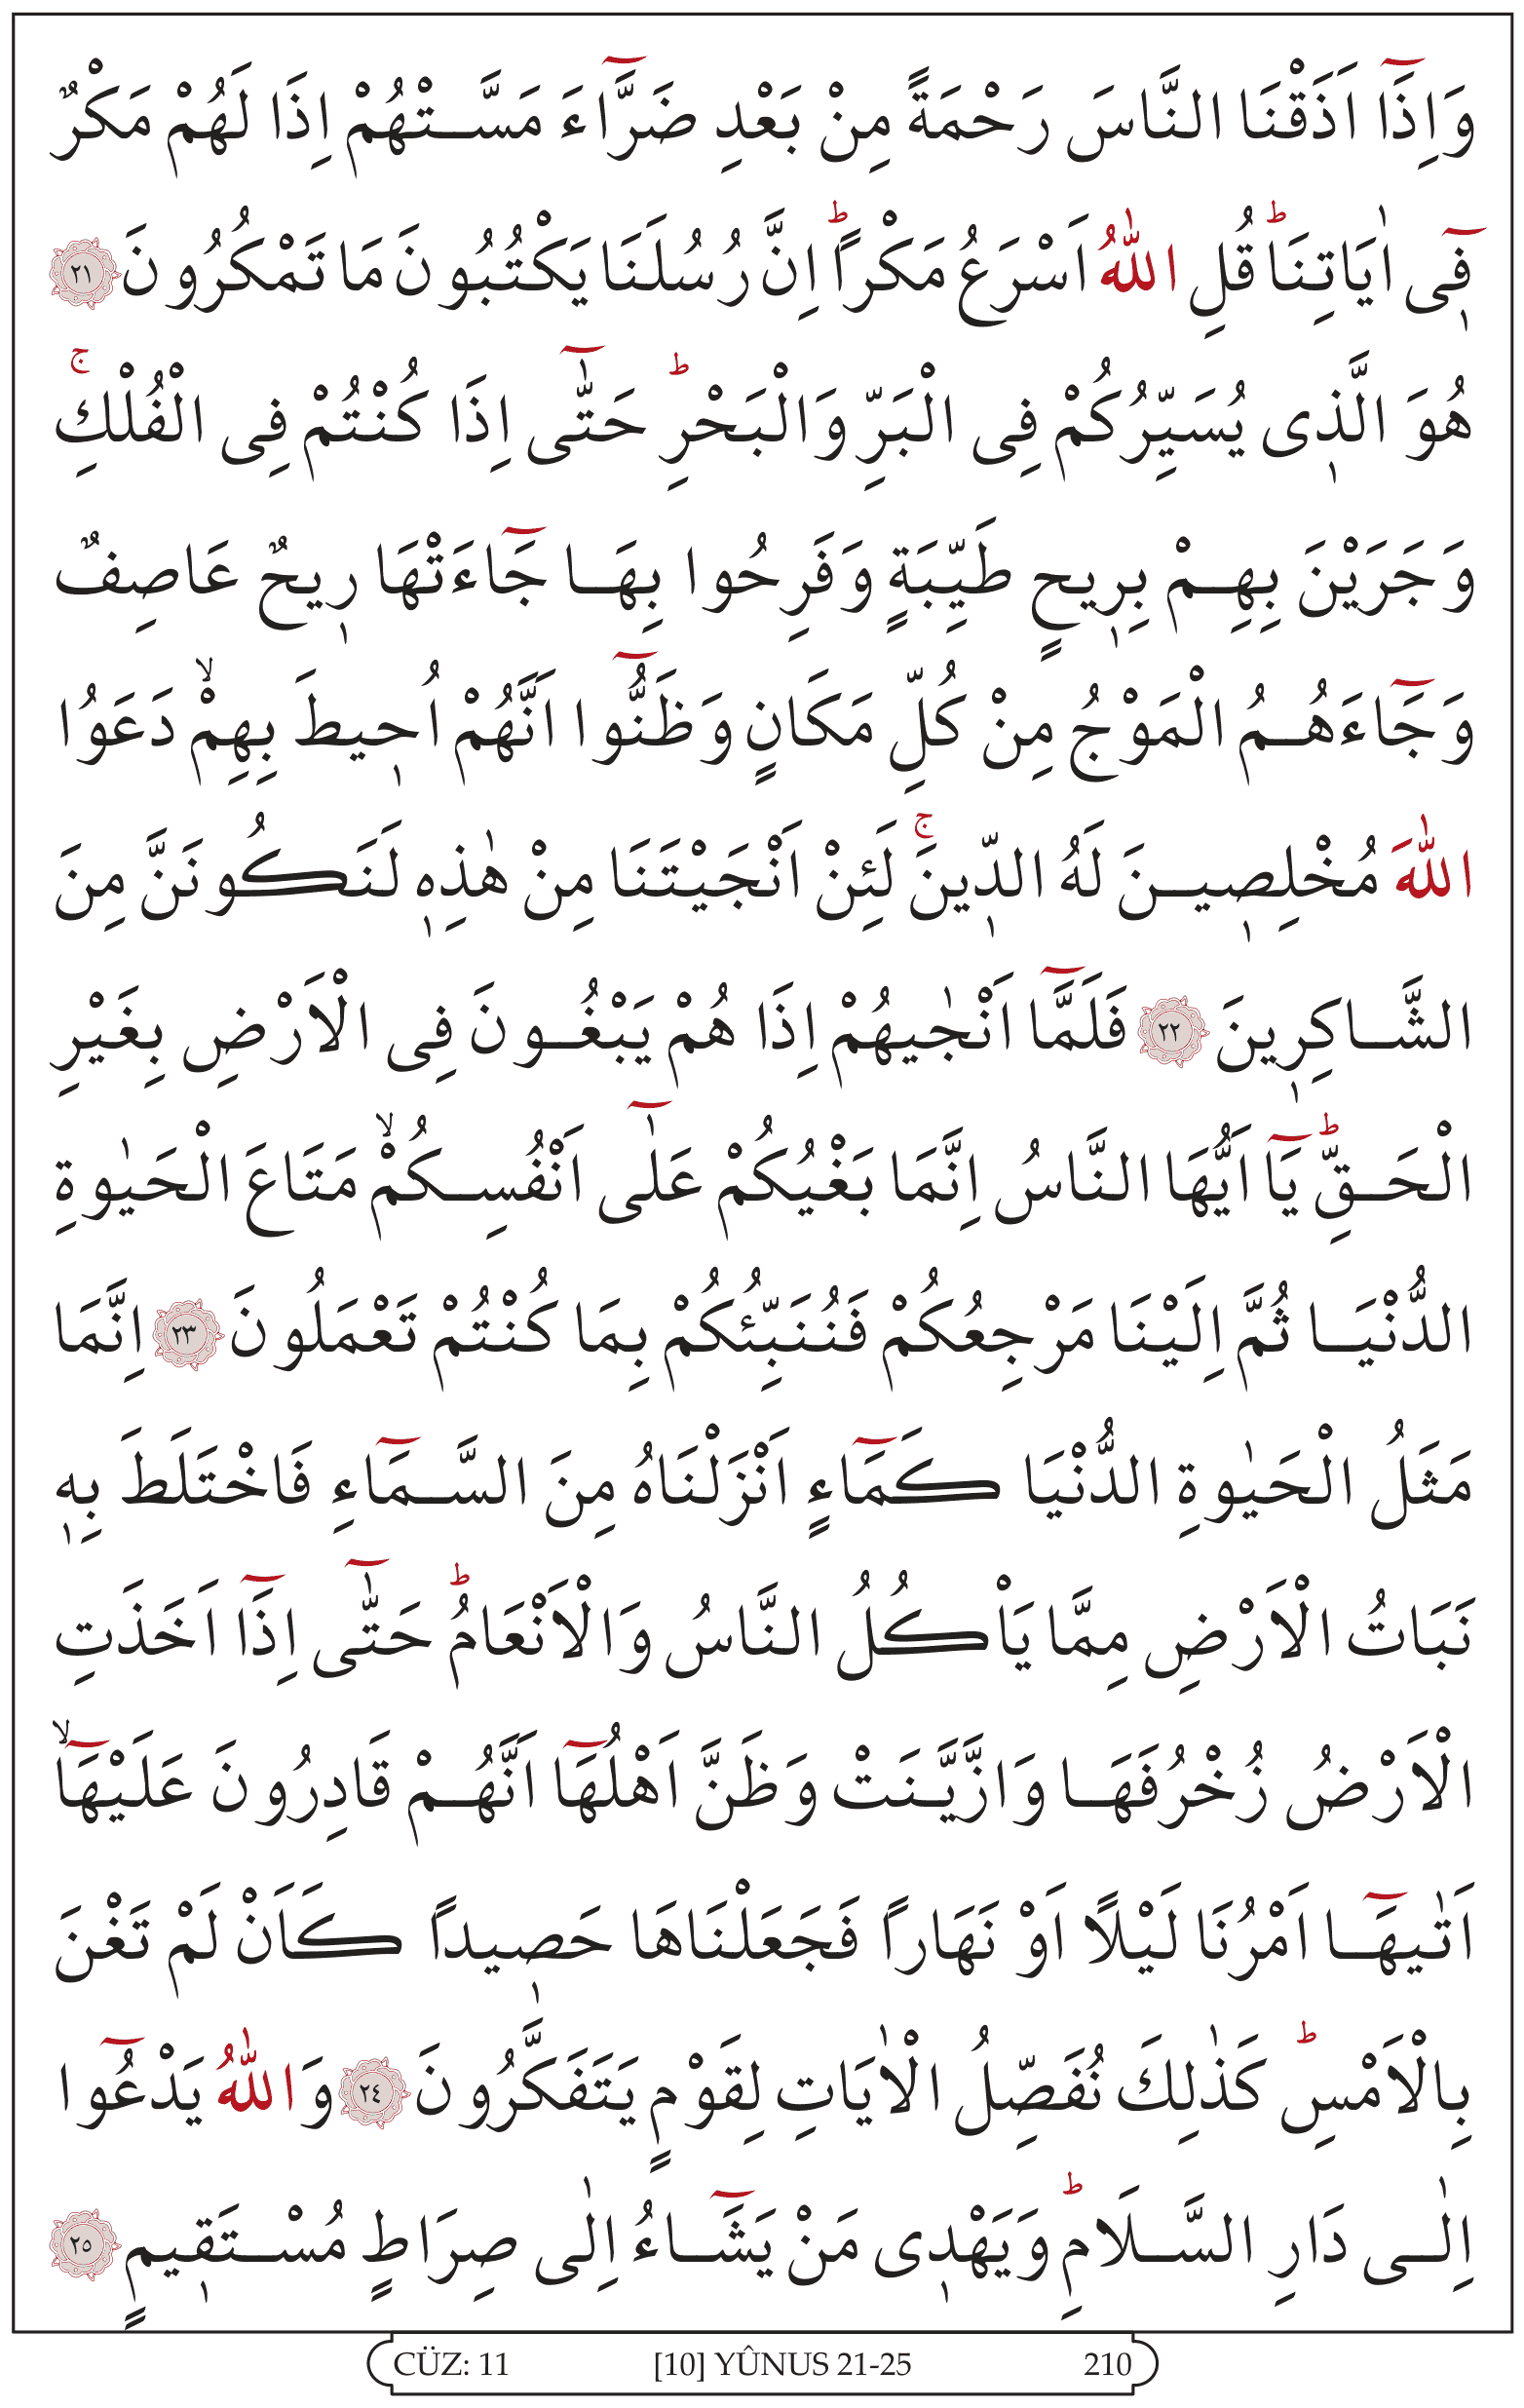 وَاِذَٓا اَذَقْنَا النَّاسَ رَحْمَةً مِنْ بَعْدِ ضَرَّٓاءَ مَسَّـتْهُمْ اِذَا لَهُمْ مَكْرٌ
ف۪ٓى اٰيَاتِنَاۜ قُلِ اللّٰهُ اَسْرَعُ مَكْراًۜ اِنَّ رُسُلَنَا يَكْتُبُونَ مَا تَمْكُرُونَ ﴿٢١﴾
هُوَ الَّذ۪ى يُسَيِّرُكُمْ فِى الْبَرِّ وَالْبَحْرِۜ حَتّٰٓى اِذَا كُنْتُمْ فِى الْفُلْكِۚ
وَجَرَيْنَ بِهِمْ بِر۪يحٍ طَيِّبَةٍ وَفَرِحُوا بِهَا جَٓاءَتْهَا ر۪يحٌ عَاصِفٌ
وَجَٓاءَهُمُ الْمَوْجُ مِنْ كُلِّ مَكَانٍ وَظَنُّٓوا اَنَّهُمْ اُح۪يطَ بِهِمْۙ دَعَوُا
اللّٰهَ مُخْلِص۪ينَ لَهُ الدّ۪ينَۚ لَئِنْ اَنْجَيْتَنَا مِنْ هٰذِه۪ لَنَكُونَنَّ مِنَ
الشَّاكِر۪ينَ ﴿٢٢﴾ فَلَمَّٓا اَنْجٰيهُمْ اِذَا هُمْ يَبْغُونَ فِى الْاَرْضِ بِغَيْرِ
الْحَقِّۜ يَٓا اَيُّهَا النَّاسُ اِنَّمَا بَغْيُكُمْ عَلٰٓى اَنْفُسِكُمْۙ مَتَاعَ الْحَيٰوةِ
الدُّنْيَا ثُمَّ اِلَيْنَا مَرْجِعُكُمْ فَنُنَبِّئُكُمْ بِمَا كُنْتُمْ تَعْمَلُونَ ﴿٢٣﴾ اِنَّمَا
مَثَلُ الْحَيٰوةِ الدُّنْيَا كَمَٓاءٍ اَنْزَلْنَاهُ مِنَ السَّمَٓاءِ فَاخْتَلَطَ بِه۪
نَبَاتُ الْاَرْضِ مِمَّا يَاْكُلُ النَّاسُ وَالْاَنْعَامُۜ حَتّٰٓى اِذَٓا اَخَذَتِ
الْاَرْضُ زُخْرُفَهَا وَازَّيَّنَتْ وَظَنَّ اَهْلُهَٓا اَنَّهُمْ قَادِرُونَ عَلَيْهَٓاۙ
اَتٰيهَٓا اَمْرُنَا لَيْلًا اَوْ نَهَاراً فَجَعَلْنَاهَا حَص۪يداً كَاَنْ لَمْ تَغْنَ
بِالْاَمْسِۜ كَذٰلِكَ نُفَصِّلُ الْاٰيَاتِ لِقَوْمٍ يَتَفَكَّرُونَ ﴿٢٤﴾ وَاللّٰهُ يَدْعُٓوا
اِلٰى دَارِ السَّلَامِۜ وَيَهْد۪ى مَنْ يَشَٓاءُ اِلٰى صِرَاطٍ مُسْتَق۪يمٍ ﴿٢٥﴾
CÜZ: 11 [10] YÛNUS 21-25 210